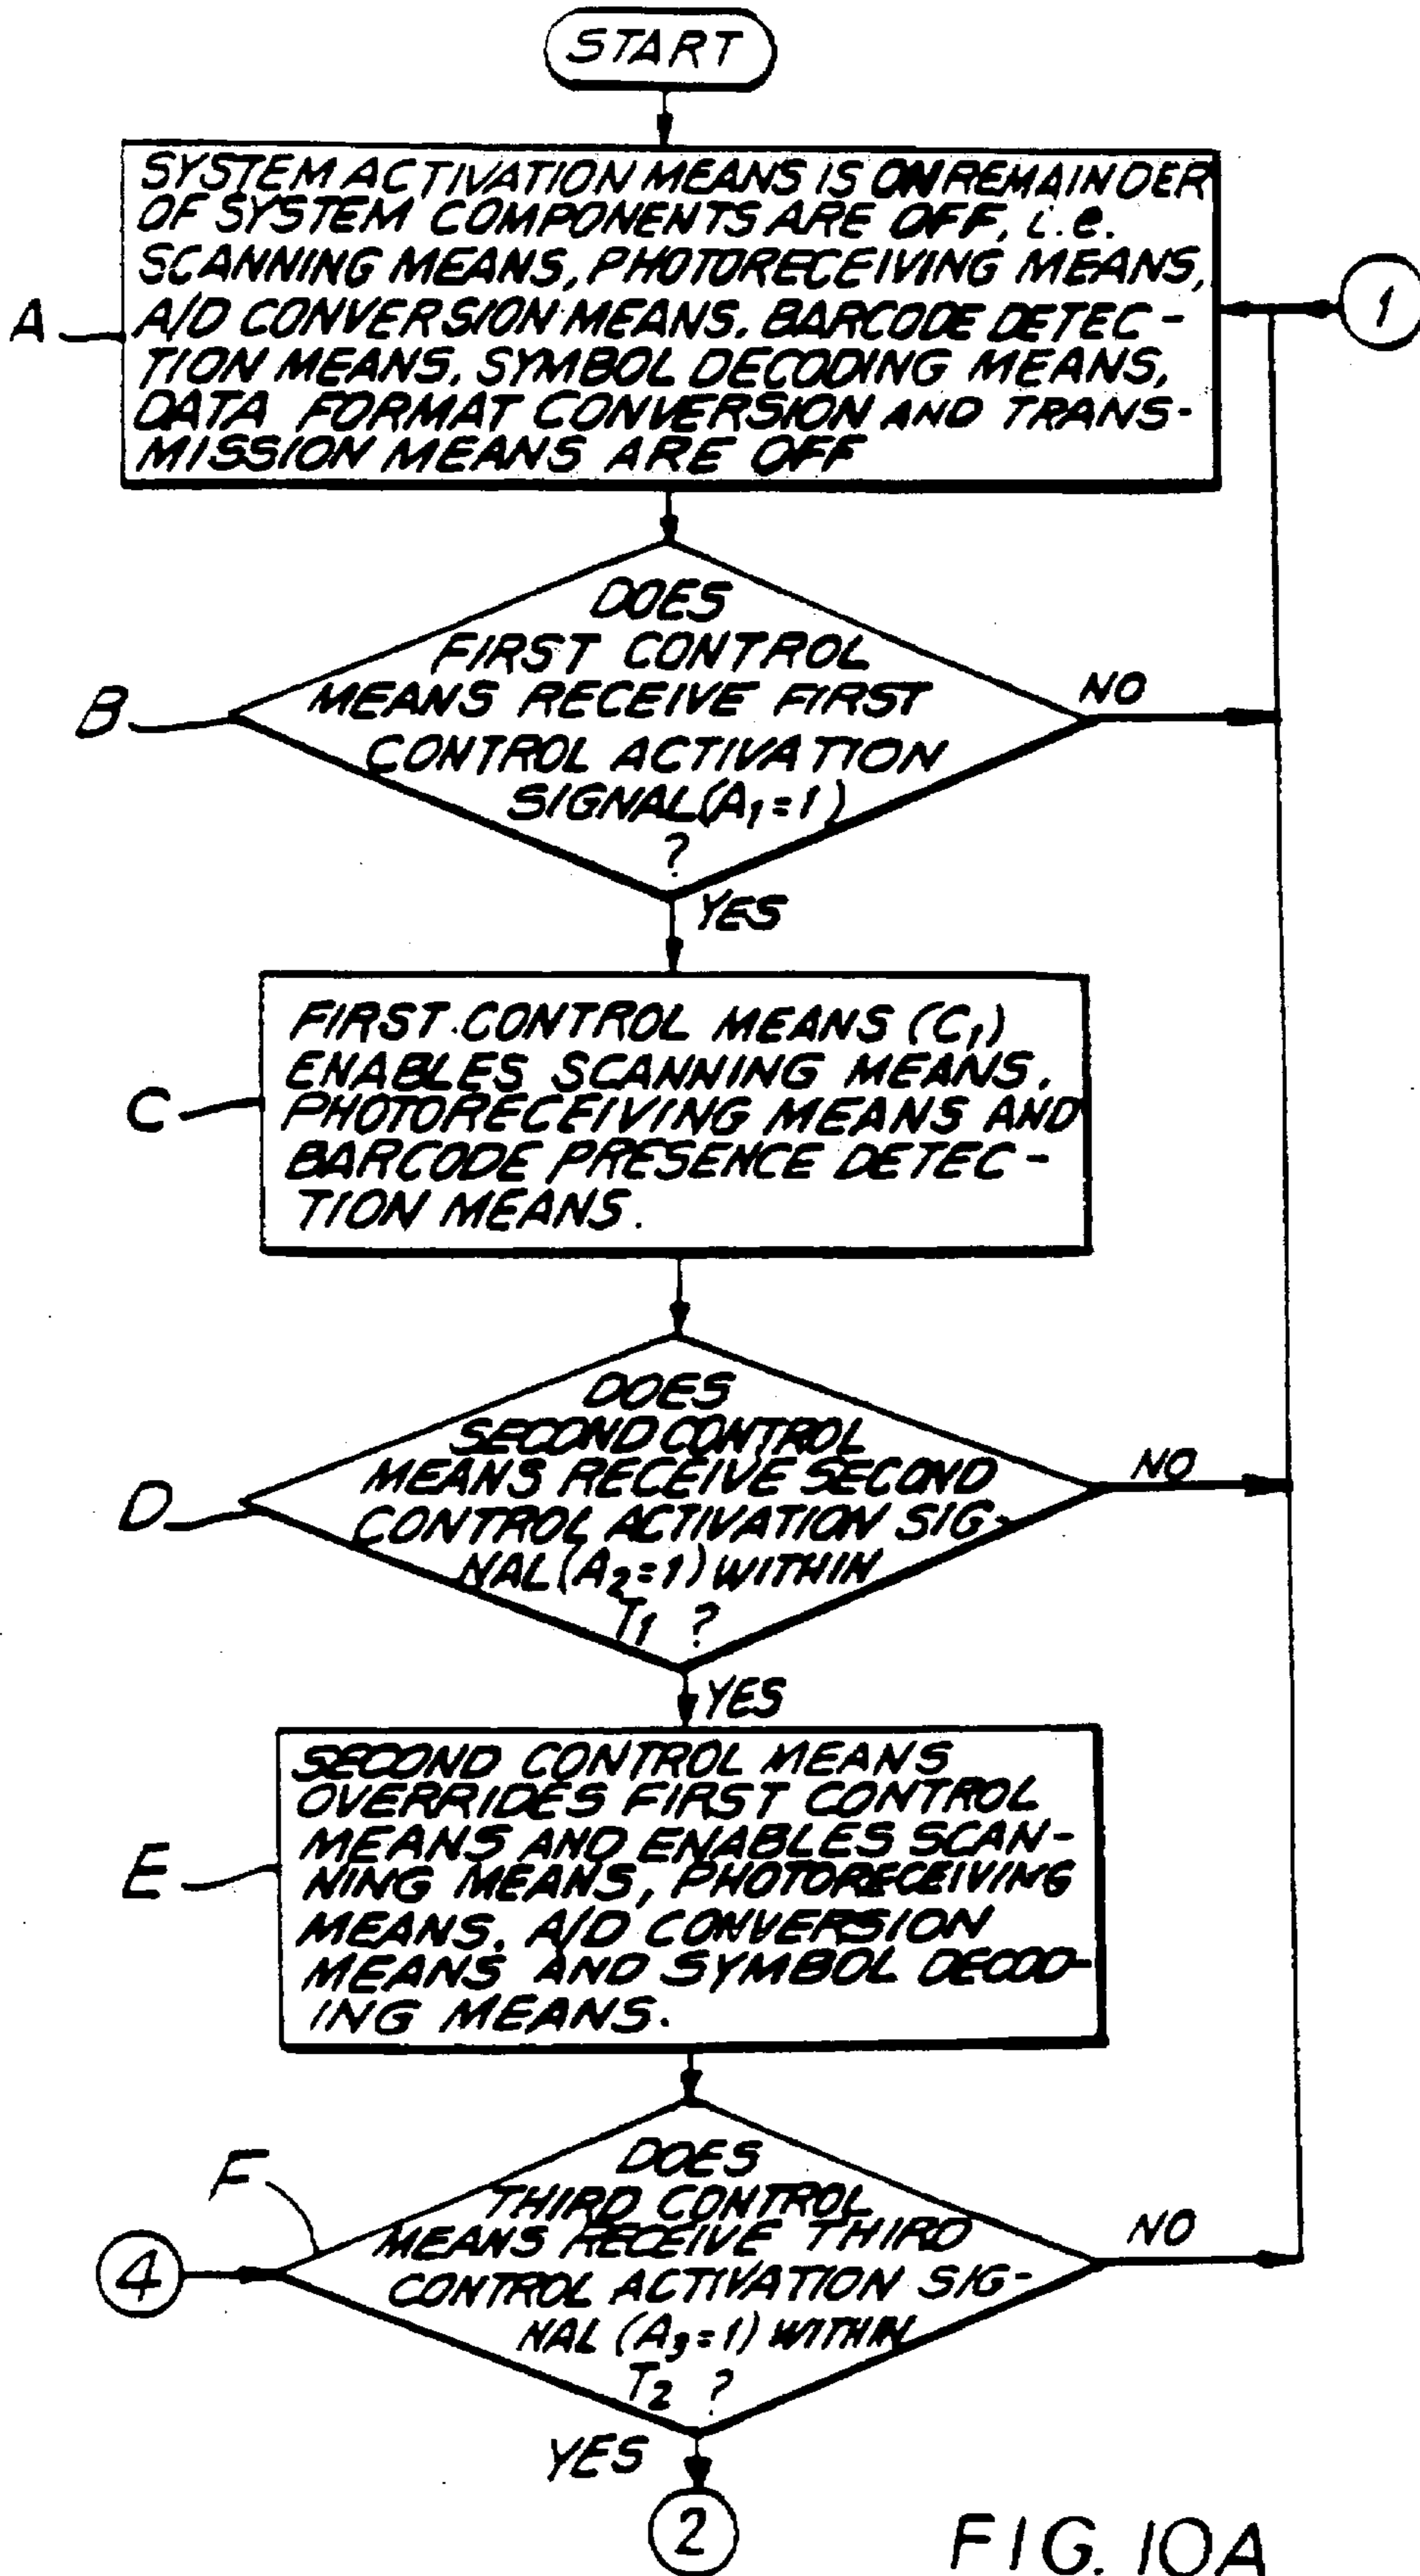 START
SYSTEM ACTIVATION MEANS IS ON REMAINDER
OF SYSTEM COMPONENTS ARE OFF, i.e.
SCANNING MEANS, PHOTORECEIVING MEANS,
A/D CONVERSION MEANS. BARCODE DETEC-
TION MEANS, SYMBOL DECODING MEANS,
DATA FORMAT CONVERSION AND TRANS-
MISSION MEANS ARE OFF
A
1
DOES
FIRST CONTROL
MEANS RECEIVE FIRST
CONTROL ACTIVATION
SIGNAL (A₁=1)
?
B
NO
YES
FIRST CONTROL MEANS (C₁)
ENABLES SCANNING MEANS.
PHOTORECEIVING MEANS AND
BARCODE PRESENCE DETEC-
TION MEANS.
C
DOES
SECOND CONTROL
MEANS RECEIVE SECOND
CONTROL ACTIVATION SIG-
NAL (A₂=1) WITHIN
T₁ ?
D
NO
YES
SECOND CONTROL MEANS
OVERRIDES FIRST CONTROL
MEANS AND ENABLES SCAN-
NING MEANS, PHOTORECEIVING
MEANS. A/D CONVERSION
MEANS AND SYMBOL DECOD-
ING MEANS.
E
F
DOES
THIRD CONTROL
MEANS RECEIVE THIRD
CONTROL ACTIVATION SIG-
NAL (A₃=1) WITHIN
T₂ ?
4
NO
YES
2
FIG. 10A